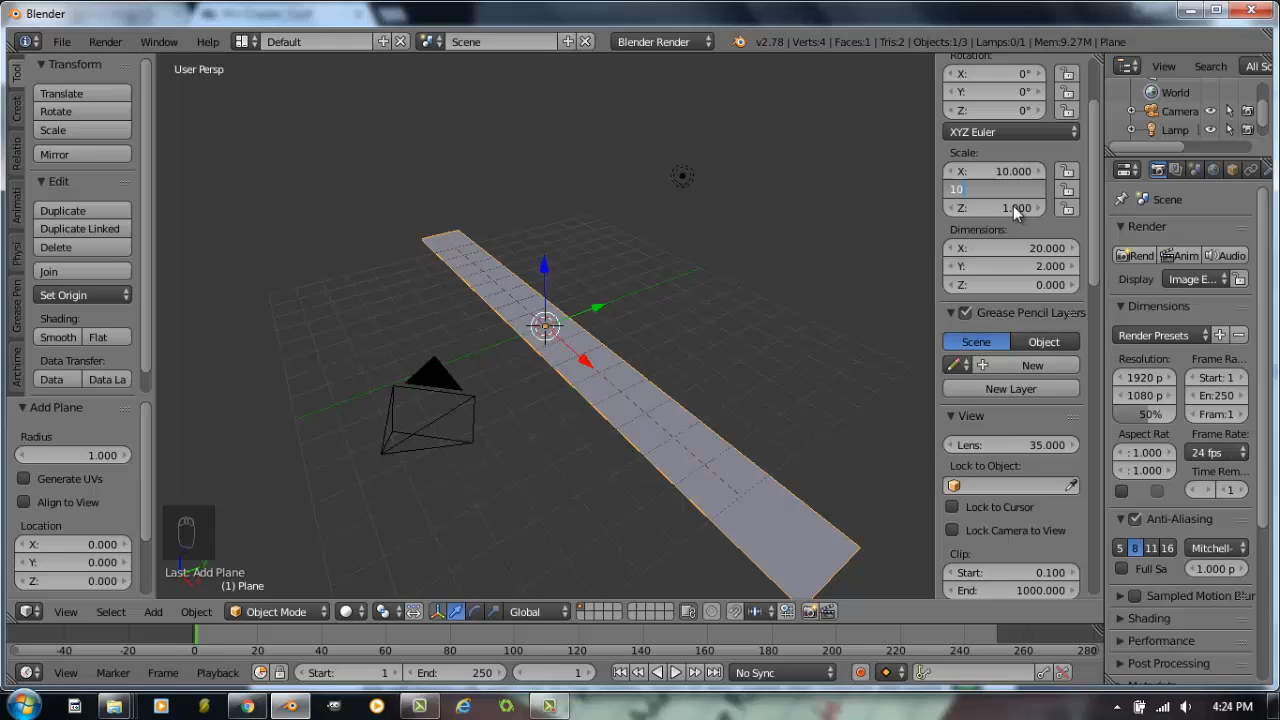 Blender
File Render Window Help Default Scene Blender Render v2.78 | Verts:4 | Faces:1 | Tris:2 | Objects:1/3 | Lamps:0/1 | Mem:9.27M | Plane
Tool
Creat
Relatio
Animati
Physi
Grease Pen
Archime
Transform
Translate
Rotate
Scale
Mirror
Edit
Duplicate
Duplicate Linked
Delete
Join
Set Origin
Shading:
Smooth Flat
Data Transfer:
Data Data La
Add Plane
Radius
1.000
Generate UVs
Align to View
Location
X: 0.000
Y: 0.000
Z: 0.000
User Persp
Last: Add Plane
(1) Plane
Rotation:
X: 0°
Y: 0°
Z: 0°
XYZ Euler
Scale:
X: 10.000
10
Z: 1.000
Dimensions:
X: 20.000
Y: 2.000
Z: 0.000
Grease Pencil Layers
Scene Object
New
New Layer
View
Lens: 35.000
Lock to Object:
Lock to Cursor
Lock Camera to View
Clip:
Start: 0.100
End: 1000.000
View Search All Sc
World
Camera
Lamp
Scene
Render
Rend Anim Audio
Display Image E...
Dimensions
Render Presets
Resolution: Frame Ra...
1920 p Start: 1
1080 p En:250
50% Fram:1
Aspect Rat Frame Rate:
: 1.000 24 fps
: 1.000 Time Rem...
1
Anti-Aliasing
5 8 11 16 Mitchell-
Full Sa : 1.000 p
Sampled Motion Blur
Shading
Performance
Post Processing
View Select Add Object Object Mode Global
-40 -20 0 20 40 60 80 100 120 140 160 180 200 220 240 260 280
View Marker Frame Playback Start: 1 End: 250 1 No Sync
4:24 PM